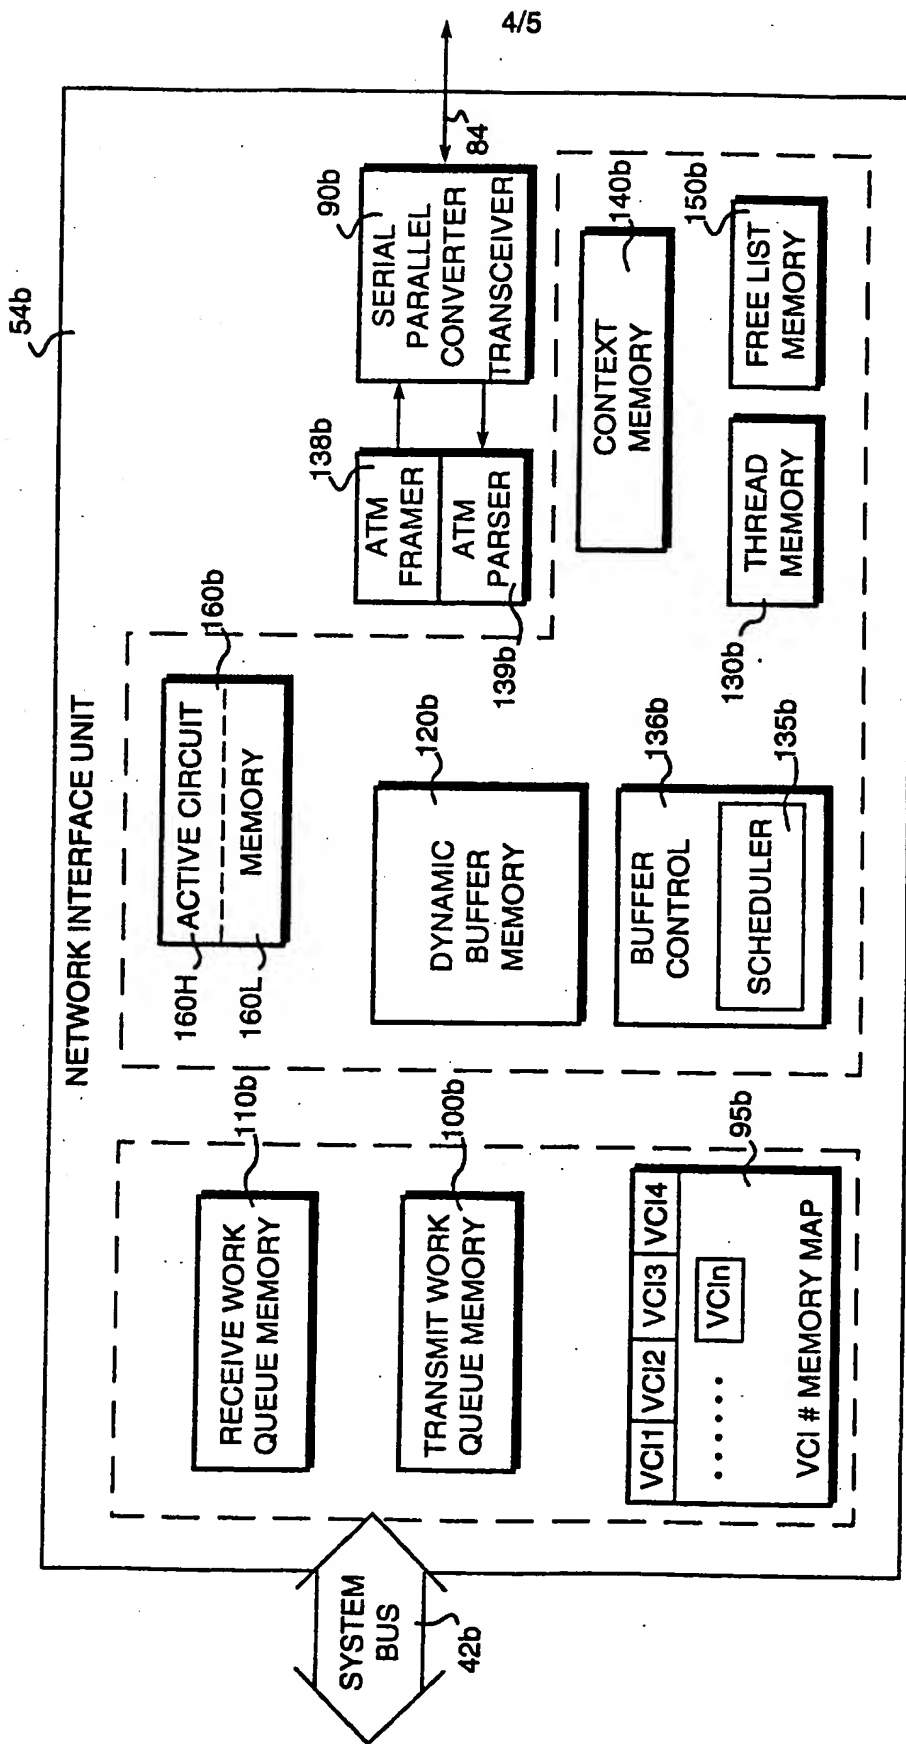 4/5
NETWORK INTERFACE UNIT
54b
SYSTEM
BUS
42b
RECEIVE WORK
QUEUE MEMORY
110b
TRANSMIT WORK
QUEUE MEMORY
100b
VCI1 VCI2 VCI3 VCI4
...... VCIn
VCI # MEMORY MAP
95b
160H
ACTIVE CIRCUIT
160b
160L
MEMORY
DYNAMIC
BUFFER
MEMORY
120b
BUFFER
CONTROL
136b
SCHEDULER
135b
ATM
FRAMER
138b
ATM
PARSER
139b
SERIAL
PARALLEL
CONVERTER
TRANSCEIVER
90b
84
CONTEXT
MEMORY
140b
THREAD
MEMORY
130b
FREE LIST
MEMORY
150b